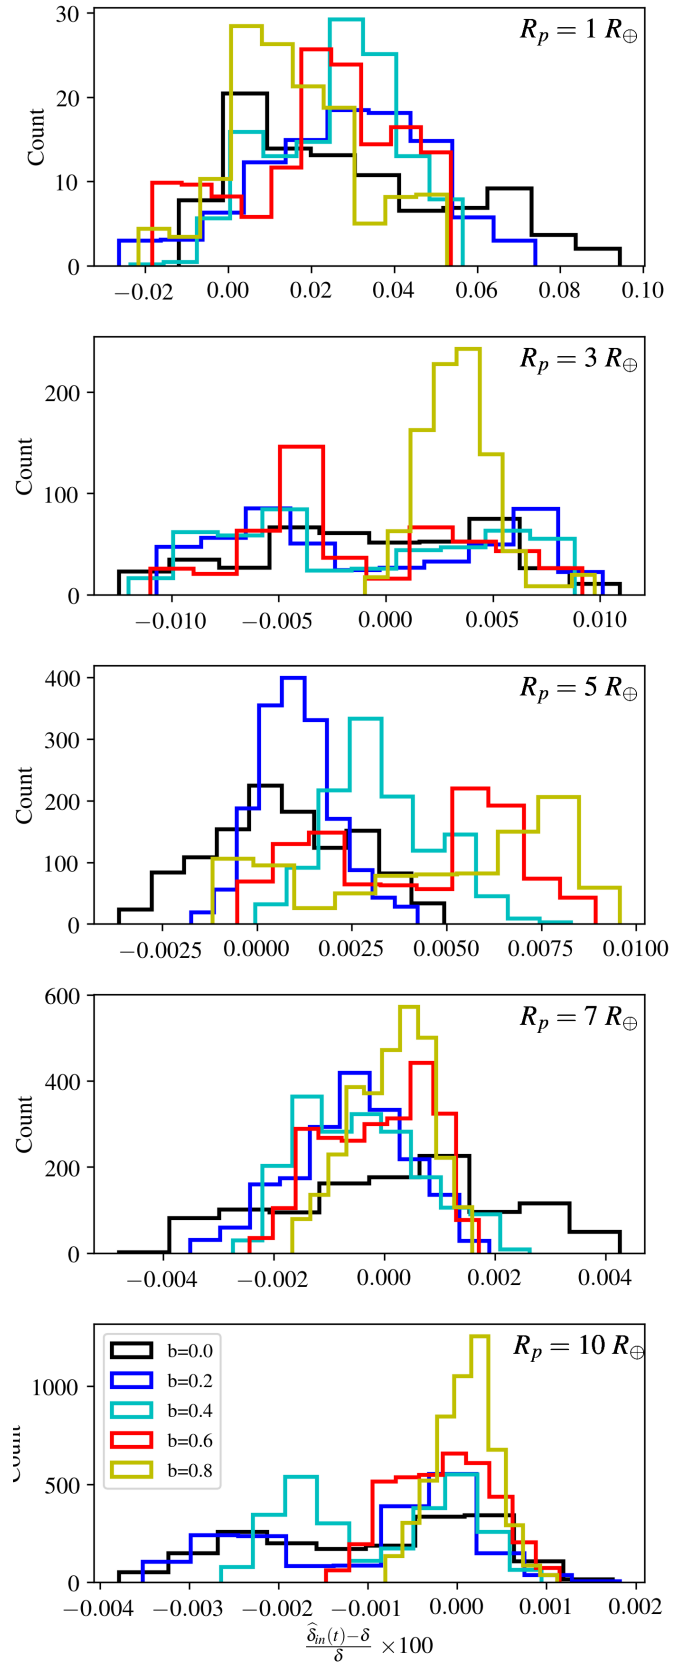 R_p = 1 R_⊕
Count
30
20
10
0
−0.02 0.00 0.02 0.04 0.06 0.08 0.10
R_p = 3 R_⊕
Count
200
100
0
−0.010 −0.005 0.000 0.005 0.010
R_p = 5 R_⊕
Count
400
300
200
100
0
−0.0025 0.0000 0.0025 0.0050 0.0075 0.0100
R_p = 7 R_⊕
Count
600
400
200
0
−0.004 −0.002 0.000 0.002 0.004
R_p = 10 R_⊕
Count
1000
500
0
b=0.0
b=0.2
b=0.4
b=0.6
b=0.8
−0.004 −0.003 −0.002 −0.001 0.000 0.001 0.002
\frac{\widehat{δ}_{in}(t)−δ}{δ} ×100